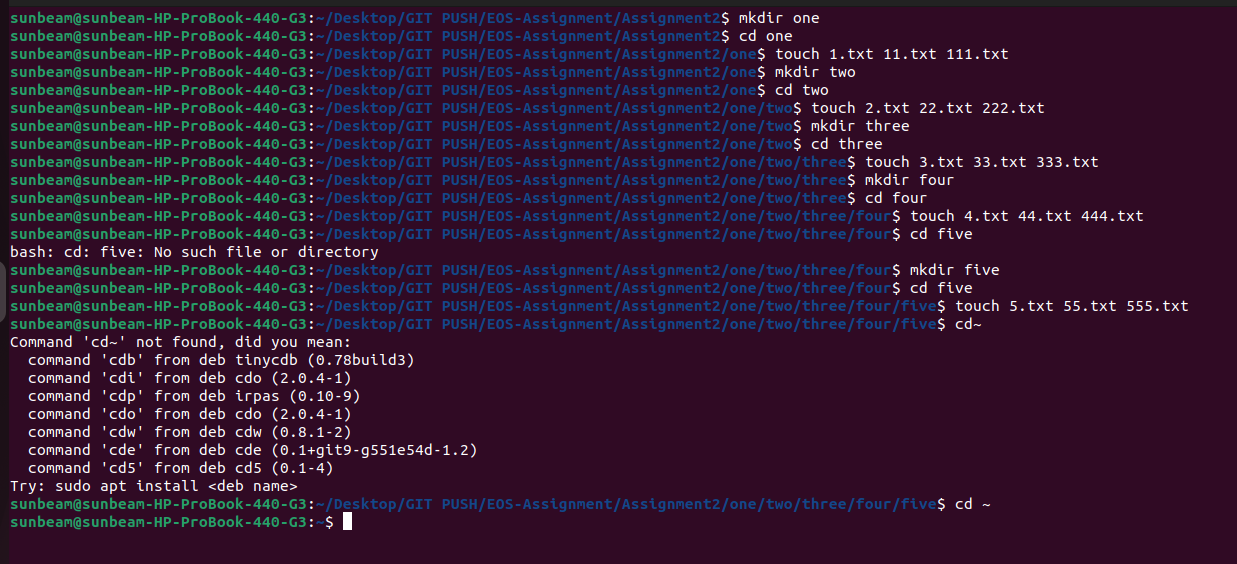 sunbeam@sunbeam-HP-ProBook-440-G3:~/Desktop/GIT PUSH/EOS-Assignment/Assignment2$ mkdir one
sunbeam@sunbeam-HP-ProBook-440-G3:~/Desktop/GIT PUSH/EOS-Assignment/Assignment2$ cd one
sunbeam@sunbeam-HP-ProBook-440-G3:~/Desktop/GIT PUSH/EOS-Assignment/Assignment2/one$ touch 1.txt 11.txt 111.txt
sunbeam@sunbeam-HP-ProBook-440-G3:~/Desktop/GIT PUSH/EOS-Assignment/Assignment2/one$ mkdir two
sunbeam@sunbeam-HP-ProBook-440-G3:~/Desktop/GIT PUSH/EOS-Assignment/Assignment2/one$ cd two
sunbeam@sunbeam-HP-ProBook-440-G3:~/Desktop/GIT PUSH/EOS-Assignment/Assignment2/one/two$ touch 2.txt 22.txt 222.txt
sunbeam@sunbeam-HP-ProBook-440-G3:~/Desktop/GIT PUSH/EOS-Assignment/Assignment2/one/two$ mkdir three
sunbeam@sunbeam-HP-ProBook-440-G3:~/Desktop/GIT PUSH/EOS-Assignment/Assignment2/one/two$ cd three
sunbeam@sunbeam-HP-ProBook-440-G3:~/Desktop/GIT PUSH/EOS-Assignment/Assignment2/one/two/three$ touch 3.txt 33.txt 333.txt
sunbeam@sunbeam-HP-ProBook-440-G3:~/Desktop/GIT PUSH/EOS-Assignment/Assignment2/one/two/three$ mkdir four
sunbeam@sunbeam-HP-ProBook-440-G3:~/Desktop/GIT PUSH/EOS-Assignment/Assignment2/one/two/three$ cd four
sunbeam@sunbeam-HP-ProBook-440-G3:~/Desktop/GIT PUSH/EOS-Assignment/Assignment2/one/two/three/four$ touch 4.txt 44.txt 444.txt
sunbeam@sunbeam-HP-ProBook-440-G3:~/Desktop/GIT PUSH/EOS-Assignment/Assignment2/one/two/three/four$ cd five
bash: cd: five: No such file or directory
sunbeam@sunbeam-HP-ProBook-440-G3:~/Desktop/GIT PUSH/EOS-Assignment/Assignment2/one/two/three/four$ mkdir five
sunbeam@sunbeam-HP-ProBook-440-G3:~/Desktop/GIT PUSH/EOS-Assignment/Assignment2/one/two/three/four$ cd five
sunbeam@sunbeam-HP-ProBook-440-G3:~/Desktop/GIT PUSH/EOS-Assignment/Assignment2/one/two/three/four/five$ touch 5.txt 55.txt 555.txt
sunbeam@sunbeam-HP-ProBook-440-G3:~/Desktop/GIT PUSH/EOS-Assignment/Assignment2/one/two/three/four/five$ cd~
Command 'cd~' not found, did you mean:
  command 'cdb' from deb tinycdb (0.78build3)
  command 'cdi' from deb cdo (2.0.4-1)
  command 'cdp' from deb irpas (0.10-9)
  command 'cdo' from deb cdo (2.0.4-1)
  command 'cdw' from deb cdw (0.8.1-2)
  command 'cde' from deb cde (0.1+git9-g551e54d-1.2)
  command 'cd5' from deb cd5 (0.1-4)
Try: sudo apt install <deb name>
sunbeam@sunbeam-HP-ProBook-440-G3:~/Desktop/GIT PUSH/EOS-Assignment/Assignment2/one/two/three/four/five$ cd ~
sunbeam@sunbeam-HP-ProBook-440-G3:~$